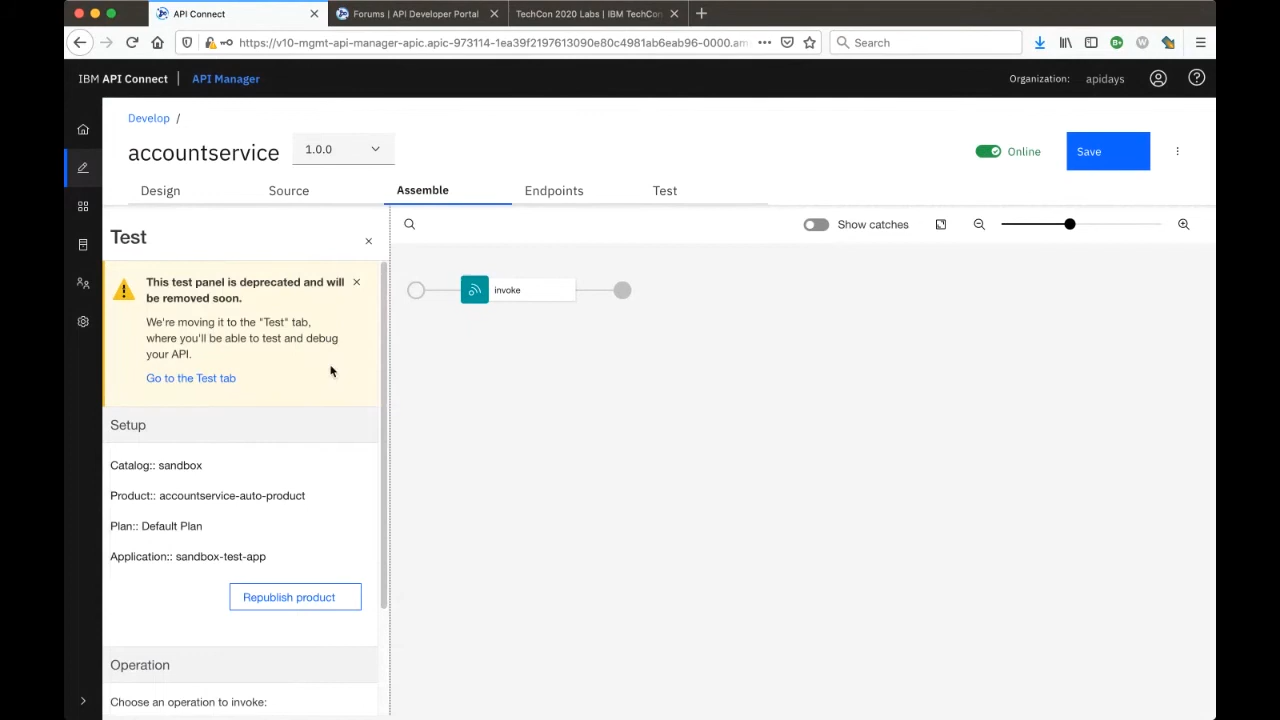 API Connect
Forums | API Developer Portal
TechCon 2020 Labs | IBM TechCon
https://v10-mgmt-api-manager-apic.apic-973114-1ea39f2197613090e80c4981ab6eab96-0000.am
Search
IBM API Connect
API Manager
Organization:
apidays
Develop /
accountservice
1.0.0
Online
Save
Design
Source
Assemble
Endpoints
Test
Test
Show catches
This test panel is deprecated and will
be removed soon.
We're moving it to the "Test" tab,
where you'll be able to test and debug
your API.
Go to the Test tab
invoke
Setup
Catalog:: sandbox
Product:: accountservice-auto-product
Plan:: Default Plan
Application:: sandbox-test-app
Republish product
Operation
Choose an operation to invoke: